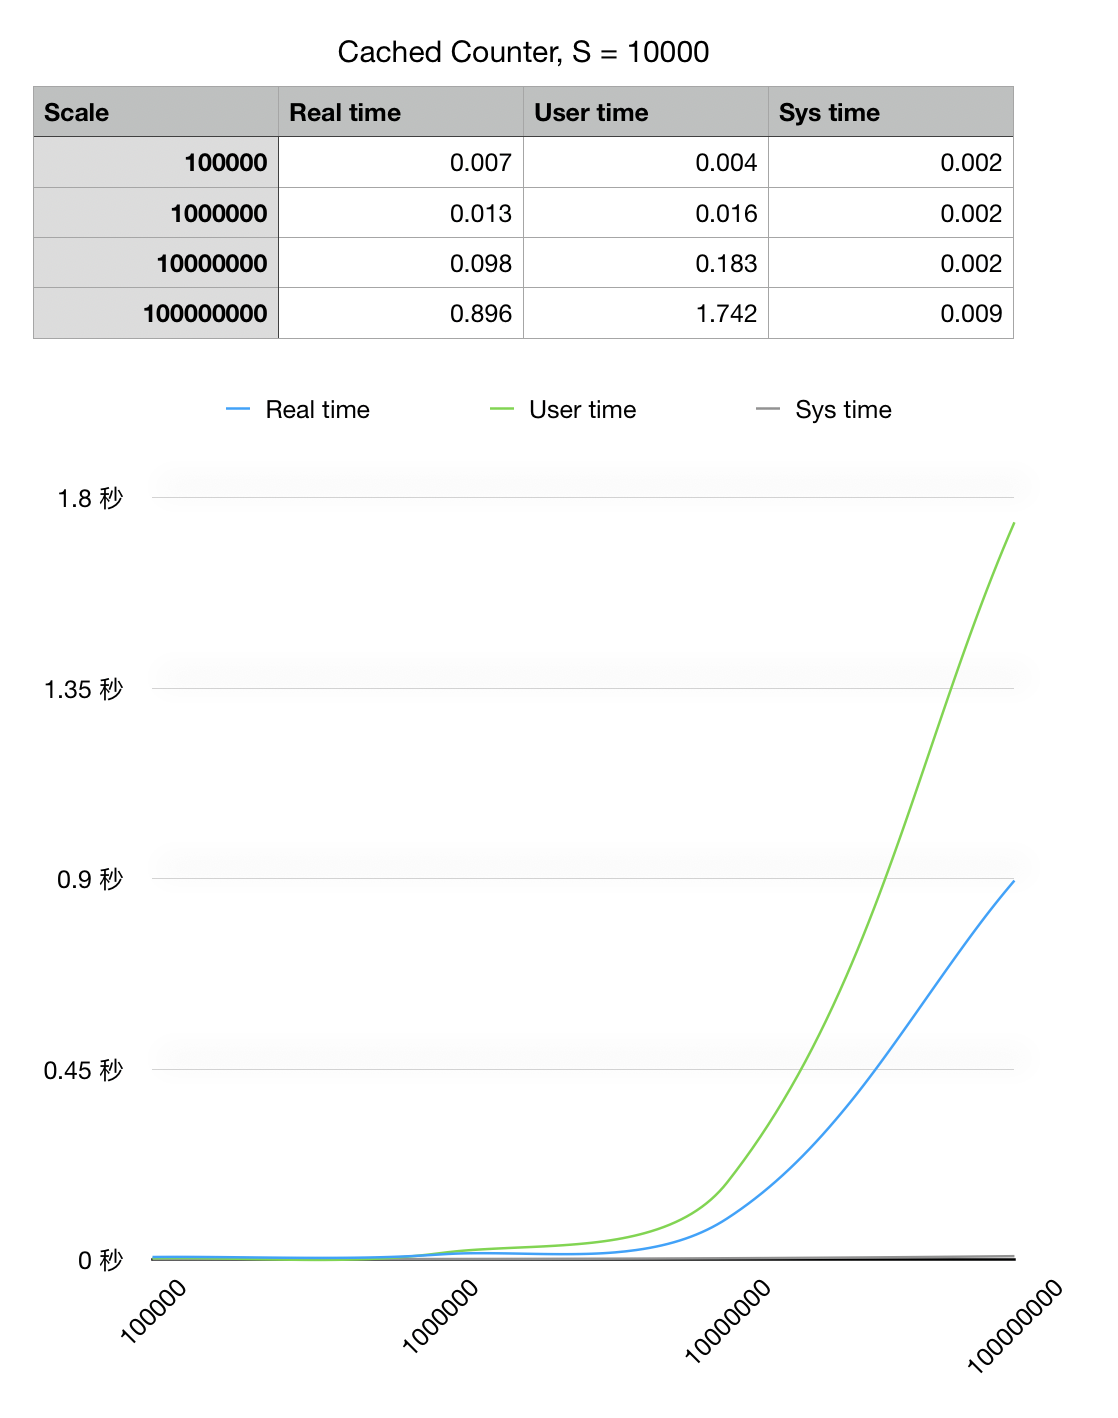 Cached Counter, S = 10000
Scale Real time User time Sys time
100000 0.007 0.004 0.002
1000000 0.013 0.016 0.002
10000000 0.098 0.183 0.002
100000000 0.896 1.742 0.009
Real time User time Sys time
1.8 秒
1.35 秒
0.9 秒
0.45 秒
0 秒
100000 1000000 10000000 100000000